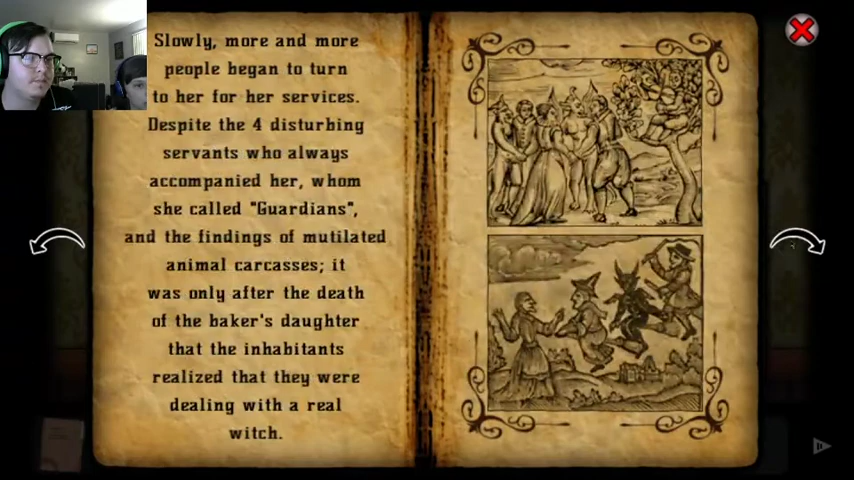 Slowly, more and more
people began to turn
to her for her services.
Despite the 4 disturbing
servants who always
accompanied her, whom
she called "Guardians",
and the findings of mutilated
animal carcasses; it
was only after the death
of the baker's daughter
that the inhabitants
realized that they were
dealing with a real
witch.